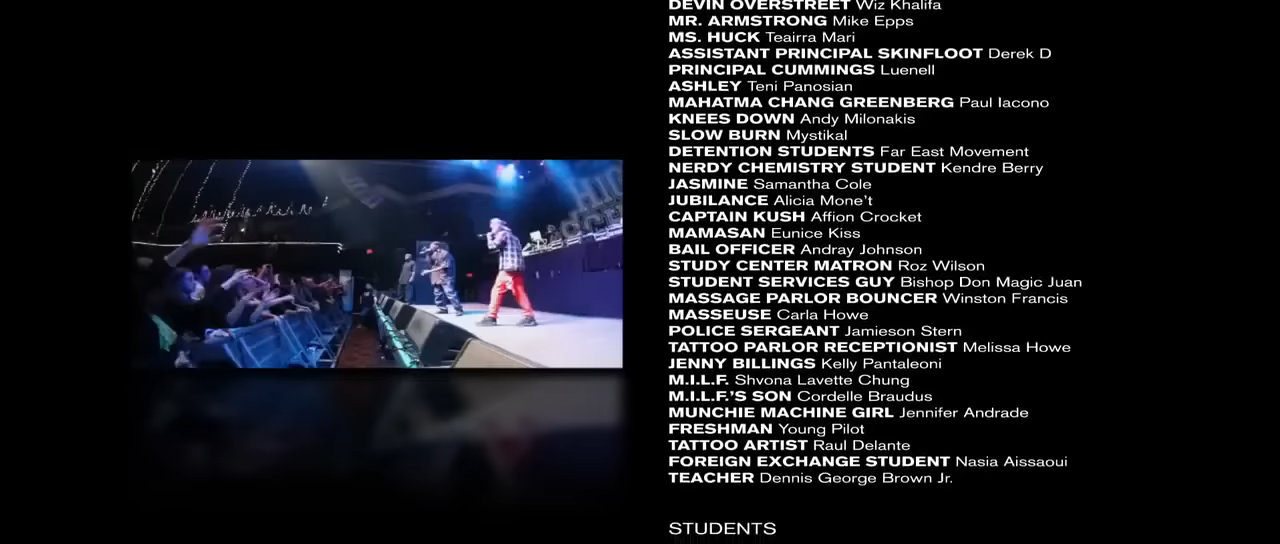 DEVIN OVERSTREET Wiz Khalifa
MR. ARMSTRONG Mike Epps
MS. HUCK Teairra Mari
ASSISTANT PRINCIPAL SKINFLOOT Derek D
PRINCIPAL CUMMINGS Luenell
ASHLEY Teni Panosian
MAHATMA CHANG GREENBERG Paul Iacono
KNEES DOWN Andy Milonakis
SLOW BURN Mystikal
DETENTION STUDENTS Far East Movement
NERDY CHEMISTRY STUDENT Kendre Berry
JASMINE Samantha Cole
JUBILANCE Alicia Mone't
CAPTAIN KUSH Affion Crocket
MAMASAN Eunice Kiss
BAIL OFFICER Andray Johnson
STUDY CENTER MATRON Roz Wilson
STUDENT SERVICES GUY Bishop Don Magic Juan
MASSAGE PARLOR BOUNCER Winston Francis
MASSEUSE Carla Howe
POLICE SERGEANT Jamieson Stern
TATTOO PARLOR RECEPTIONIST Melissa Howe
JENNY BILLINGS Kelly Pantaleoni
M.I.L.F. Shvona Lavette Chung
M.I.L.F.'S SON Cordelle Braudus
MUNCHIE MACHINE GIRL Jennifer Andrade
FRESHMAN Young Pilot
TATTOO ARTIST Raul Delante
FOREIGN EXCHANGE STUDENT Nasia Aissaoui
TEACHER Dennis George Brown Jr.
STUDENTS